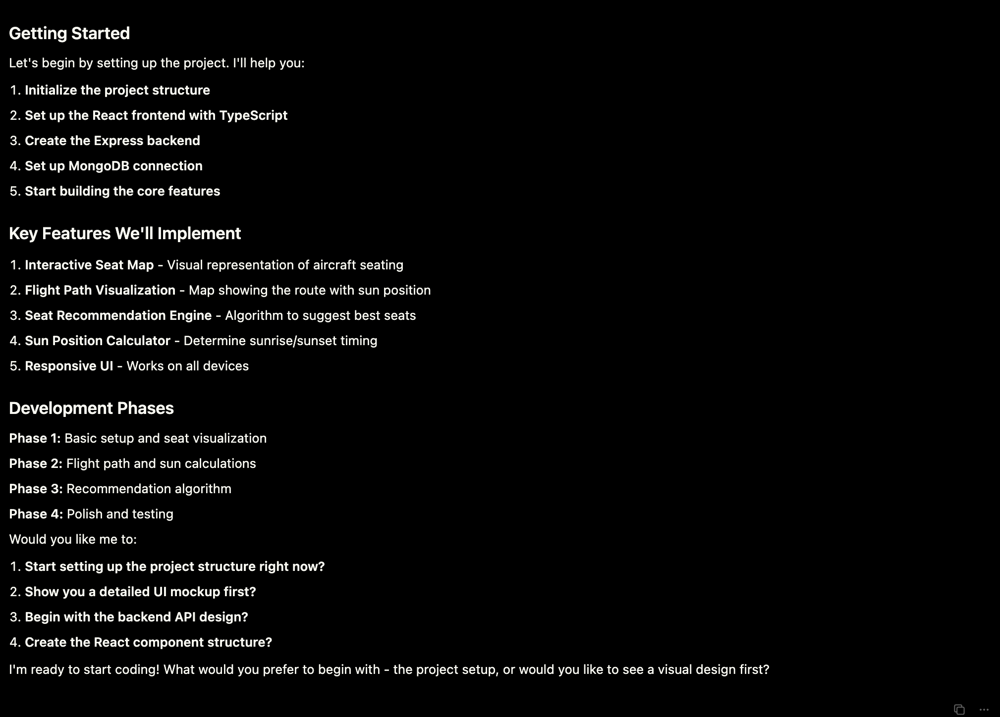 Getting Started
Let's begin by setting up the project. I'll help you:
1. Initialize the project structure
2. Set up the React frontend with TypeScript
3. Create the Express backend
4. Set up MongoDB connection
5. Start building the core features
Key Features We'll Implement
1. Interactive Seat Map - Visual representation of aircraft seating
2. Flight Path Visualization - Map showing the route with sun position
3. Seat Recommendation Engine - Algorithm to suggest best seats
4. Sun Position Calculator - Determine sunrise/sunset timing
5. Responsive UI - Works on all devices
Development Phases
Phase 1: Basic setup and seat visualization
Phase 2: Flight path and sun calculations
Phase 3: Recommendation algorithm
Phase 4: Polish and testing
Would you like me to:
1. Start setting up the project structure right now?
2. Show you a detailed UI mockup first?
3. Begin with the backend API design?
4. Create the React component structure?
I'm ready to start coding! What would you prefer to begin with - the project setup, or would you like to see a visual design first?